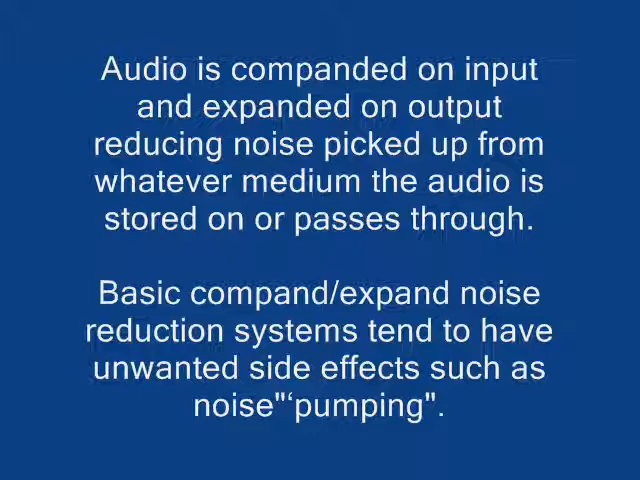 Audio is companded on input
and expanded on output
reducing noise picked up from
whatever medium the audio is
stored on or passes through.
Basic compand/expand noise
reduction systems tend to have
unwanted side effects such as
noise"‘pumping".